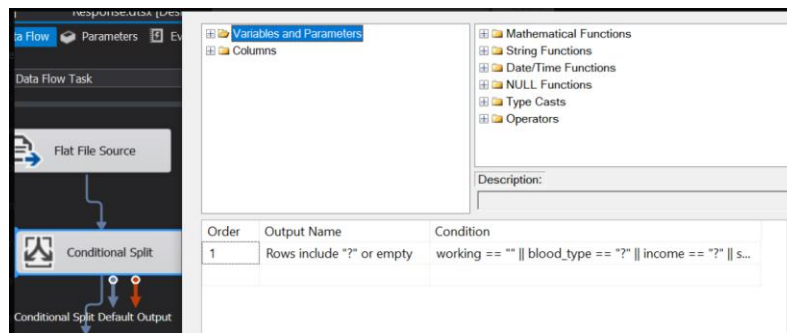 Response.dtsx [Des
ta Flow Parameters Ev
Data Flow Task
Flat File Source
Conditional Split
Conditional Split Default Output
Variables and Parameters
Columns
Mathematical Functions
String Functions
Date/Time Functions
NULL Functions
Type Casts
Operators
Description:
Order Output Name Condition
1 Rows include "?" or empty working == "" || blood_type == "?" || income == "?" || s...